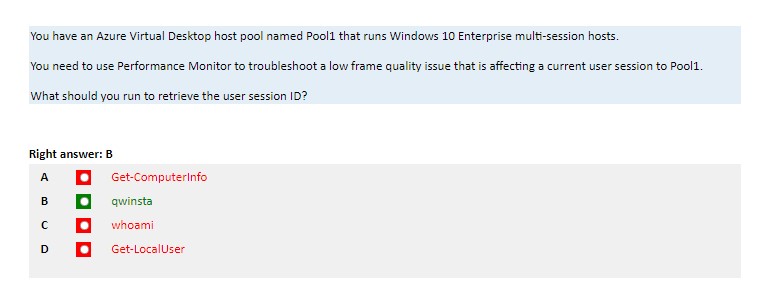 You have an Azure Virtual Desktop host pool named Pool1 that runs Windows 10 Enterprise multi-session hosts.
You need to use Performance Monitor to troubleshoot a low frame quality issue that is affecting a current user session to Pool1.
What should you run to retrieve the user session ID?
Right answer: B
A Get-ComputerInfo
B qwinsta
C whoami
D Get-LocalUser